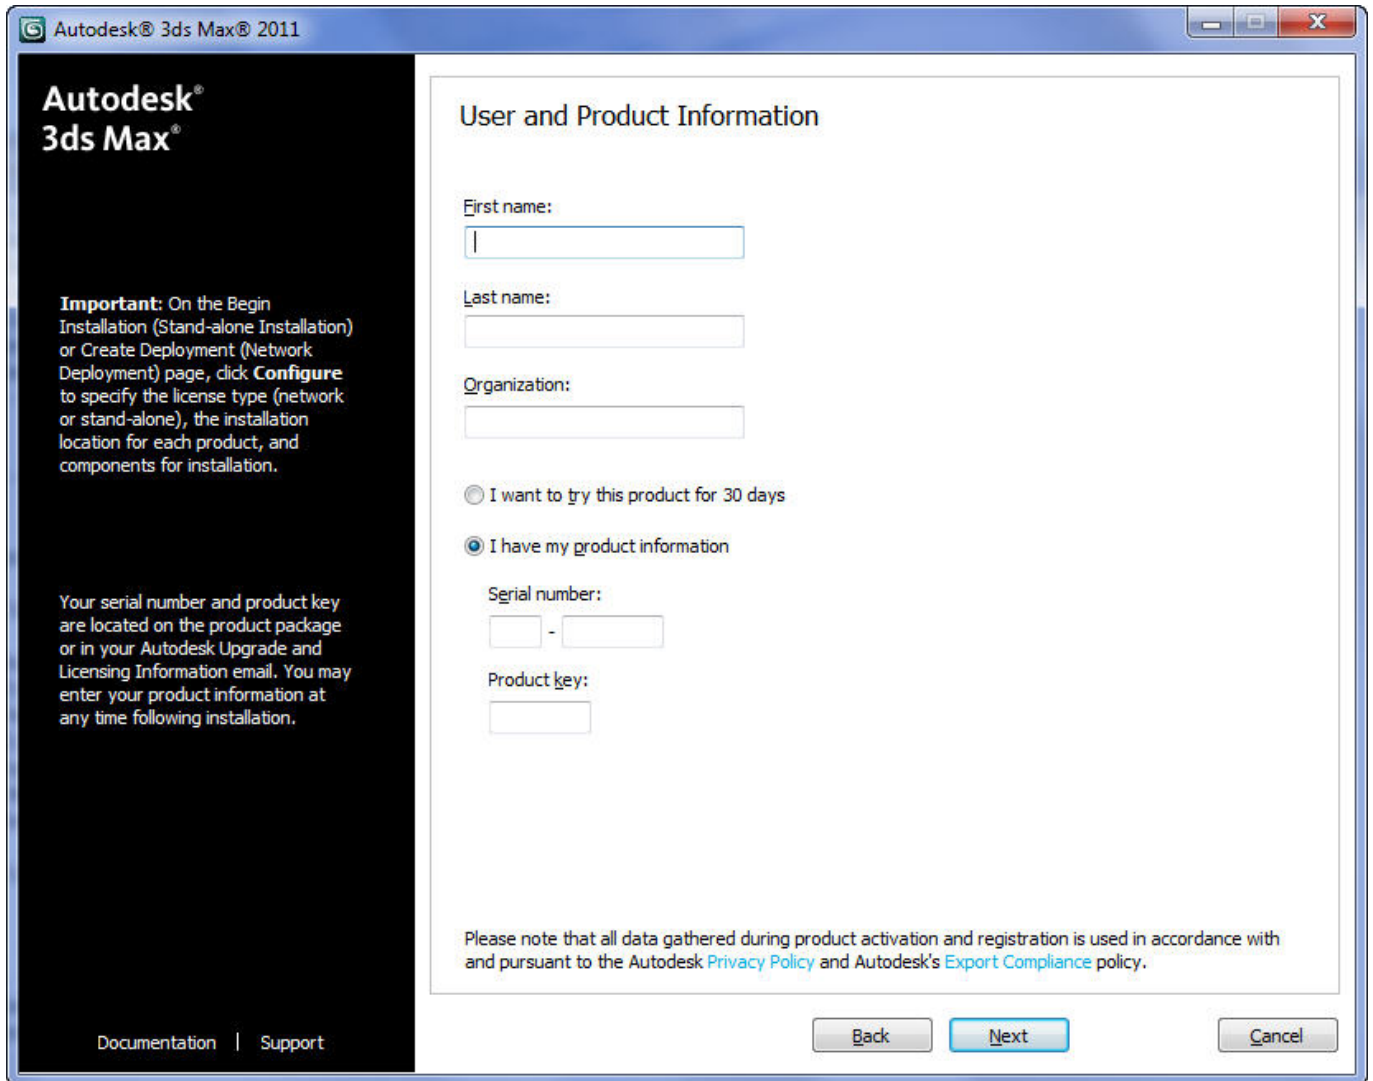 Autodesk® 3ds Max® 2011
Autodesk®
3ds Max®
Important: On the Begin
Installation (Stand-alone Installation)
or Create Deployment (Network
Deployment) page, click Configure
to specify the license type (network
or stand-alone), the installation
location for each product, and
components for installation.
Your serial number and product key
are located on the product package
or in your Autodesk Upgrade and
Licensing Information email. You may
enter your product information at
any time following installation.
Documentation | Support
User and Product Information
First name:
Last name:
Organization:
I want to try this product for 30 days
I have my product information
Serial number:
-
Product key:
Please note that all data gathered during product activation and registration is used in accordance with
and pursuant to the Autodesk Privacy Policy and Autodesk's Export Compliance policy.
Back Next Cancel